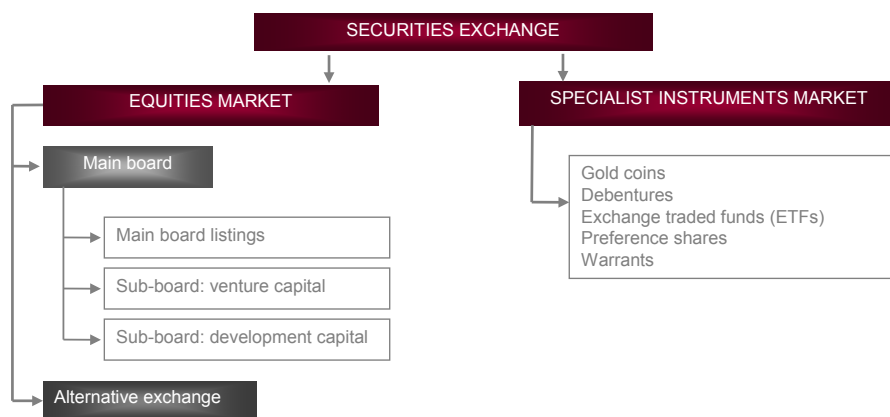 SECURITIES EXCHANGE
EQUITIES MARKET
SPECIALIST INSTRUMENTS MARKET
Main board
Main board listings
Sub-board: venture capital
Sub-board: development capital
Alternative exchange
Gold coins
Debentures
Exchange traded funds (ETFs)
Preference shares
Warrants